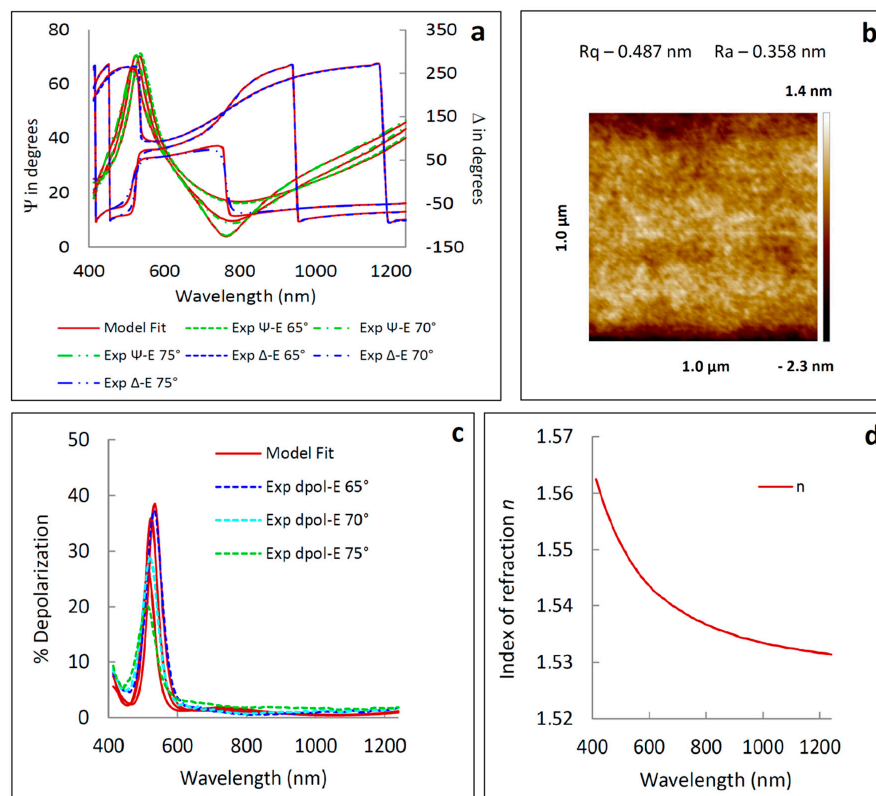 a
80
60
40
20
0
Ψ in degrees
300
250
150
50
-50
-150
Δ in degrees
400 600 800 1000 1200
Wavelength (nm)
Model Fit Exp Ψ-E 65° Exp Ψ-E 70°
Exp Ψ-E 75° Exp Δ-E 65° Exp Δ-E 70°
Exp Δ-E 75°
b
Rq – 0.487 nm Ra – 0.358 nm
1.4 nm
1.0 µm
1.0 µm - 2.3 nm
c
50
40
30
20
10
0
% Depolarization
Model Fit
Exp dpol-E 65°
Exp dpol-E 70°
Exp dpol-E 75°
400 600 800 1000 1200
Wavelength (nm)
d
1.57
1.56
1.55
1.54
1.53
1.52
Index of refraction n
n
400 600 800 1000 1200
Wavelength (nm)